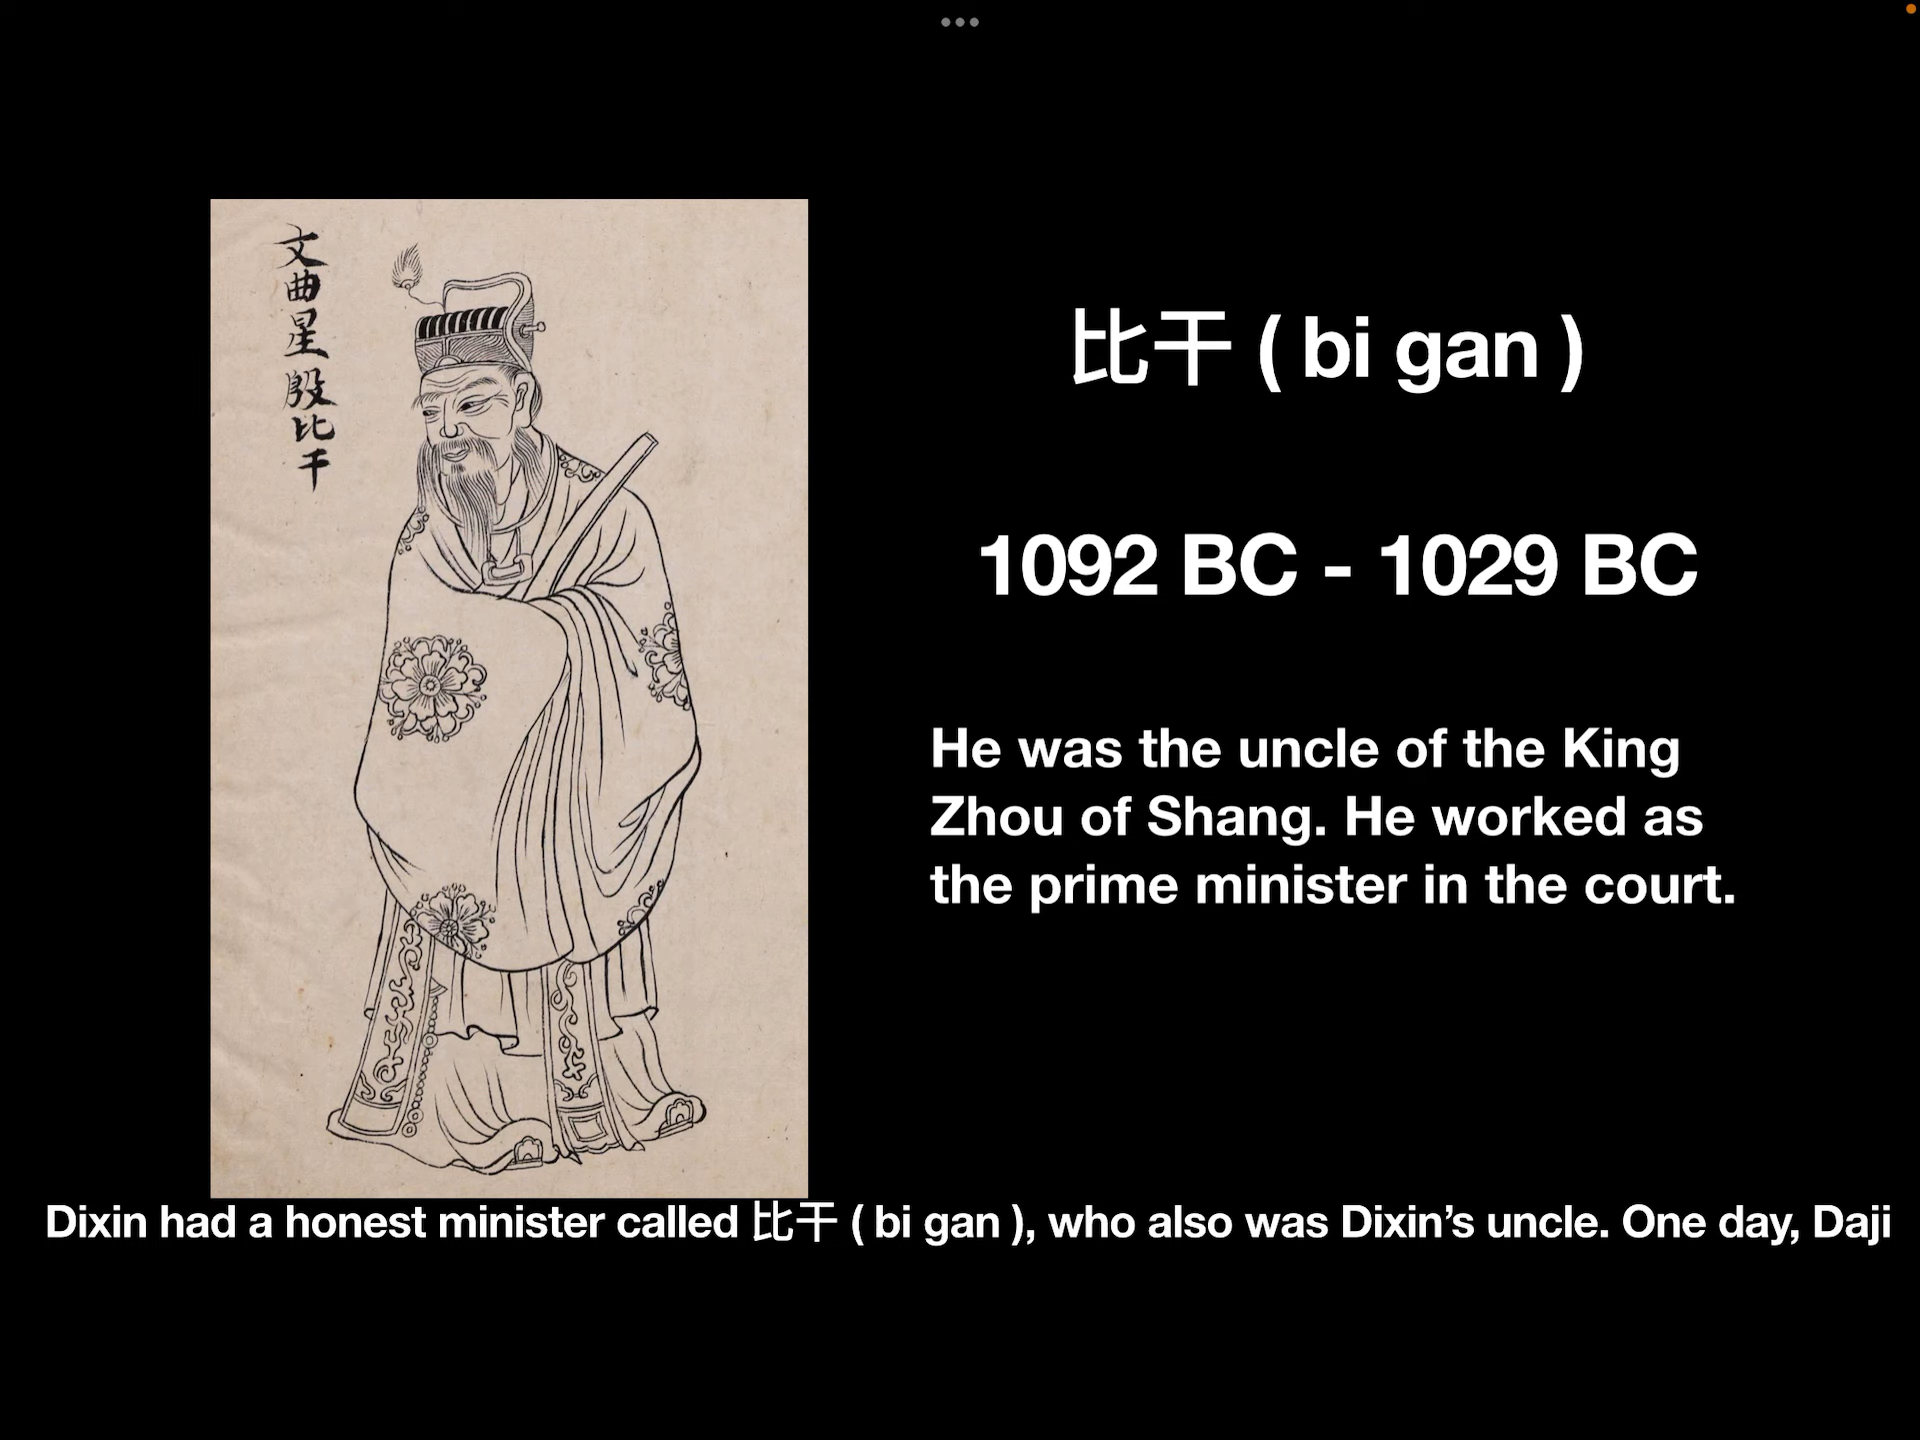 文曲星 殷比干
比干 ( bi gan )
1092 BC - 1029 BC
He was the uncle of the King
Zhou of Shang. He worked as
the prime minister in the court.
Dixin had a honest minister called 比干 ( bi gan ), who also was Dixin’s uncle. One day, Daji